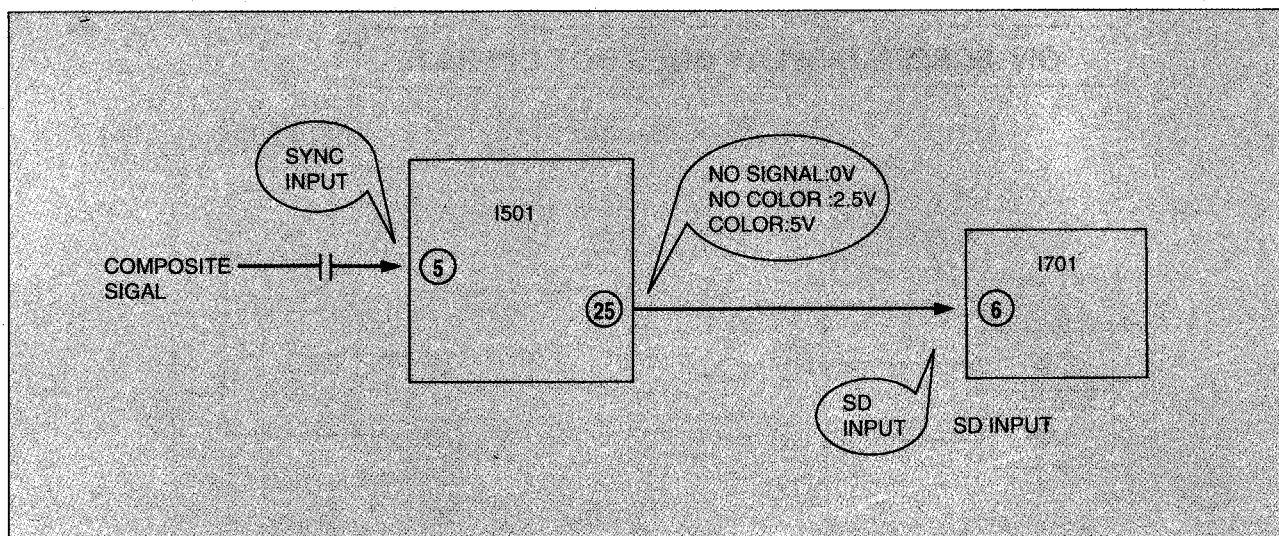 SYNC
INPUT
I501
NO SIGNAL:0V
NO COLOR :2.5V
COLOR:5V
COMPOSITE
SIGAL
5
25
I701
6
SD
INPUT
SD INPUT